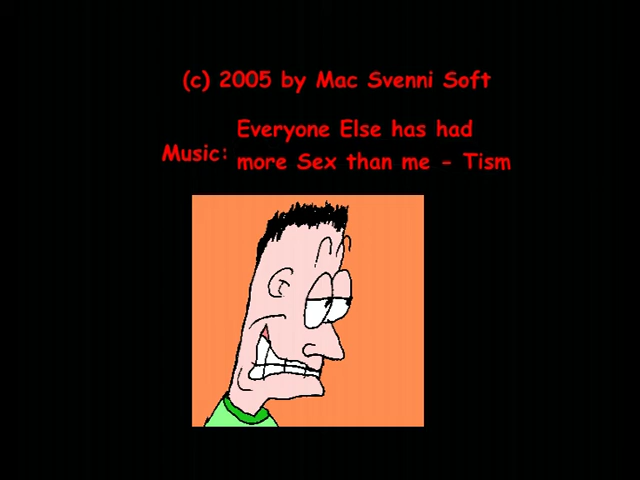 (c) 2005 by Mac Svenni Soft
Everyone Else has had
Music: more Sex than me - Tism